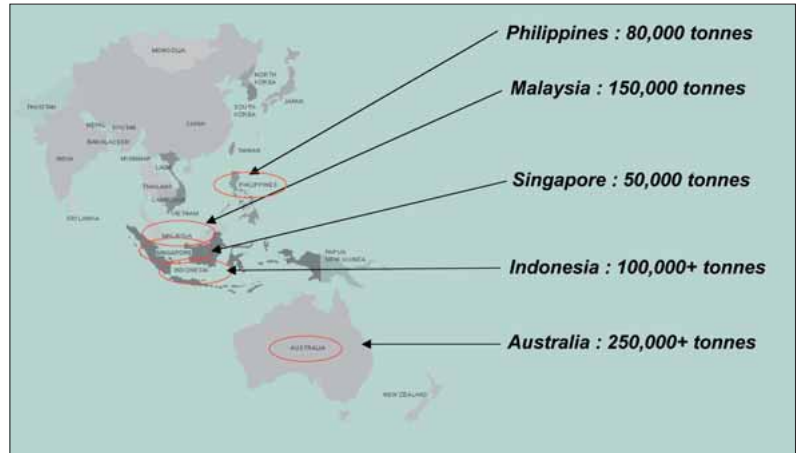 Philippines : 80,000 tonnes
Malaysia : 150,000 tonnes
Singapore : 50,000 tonnes
Indonesia : 100,000+ tonnes
Australia : 250,000+ tonnes
MONGOLIA
NORTH
KOREA
SOUTH
KOREA
JAPAN
PAKISTAN
NEPAL
BHUTAN
BANGLADESH
CHINA
INDIA
MYANMAR
LAOS
TAIWAN
THAILAND
CAMBODIA
VIETNAM
PHILIPPINES
SRI LANKA
MALAYSIA
SINGAPORE
INDONESIA
PAPUA
NEW GUINEA
AUSTRALIA
NEW ZEALAND